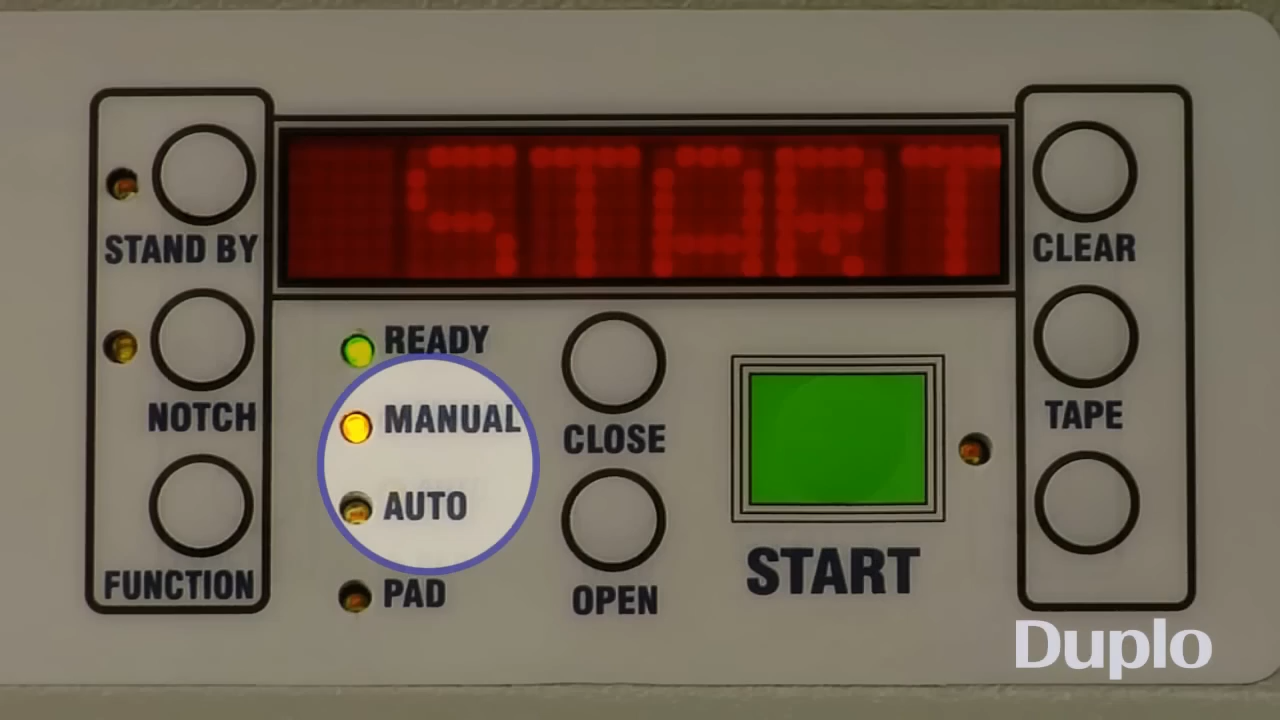 START
STAND BY
NOTCH
FUNCTION
READY
MANUAL
AUTO
PAD
CLOSE
OPEN
START
CLEAR
TAPE
Duplo